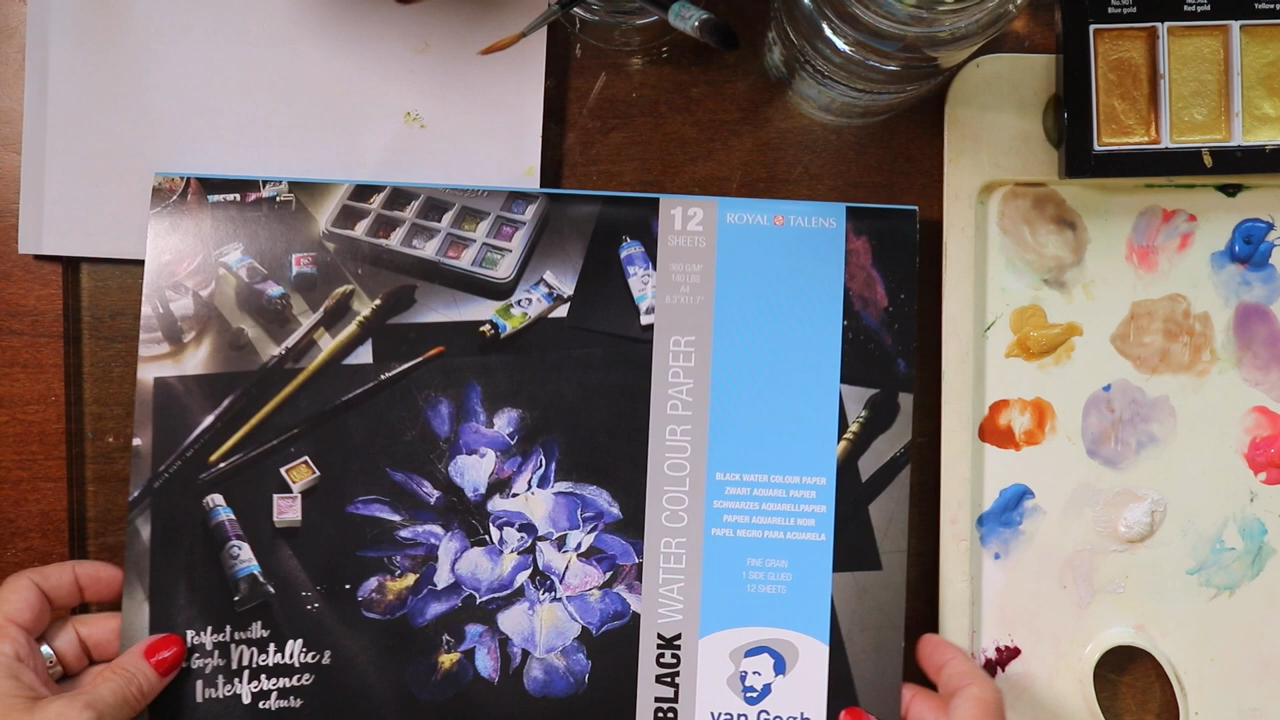 No.901
Blue gold
Red gold
Yellow
12
SHEETS
360 G/M²
140 LBS
A4
8.3"X11.7"
BLACK WATER COLOUR PAPER
ROYAL TALENS
BLACK WATER COLOUR PAPER
ZWART AQUAREL PAPIER
SCHWARZES AQUARELLPAPIER
PAPIER AQUARELLE NOIR
PAPEL NEGRO PARA ACUARELA
FINE GRAIN
1 SIDE GLUED
12 SHEETS
van Gogh
Perfect with
Gogh Metallic &
Interference
colours